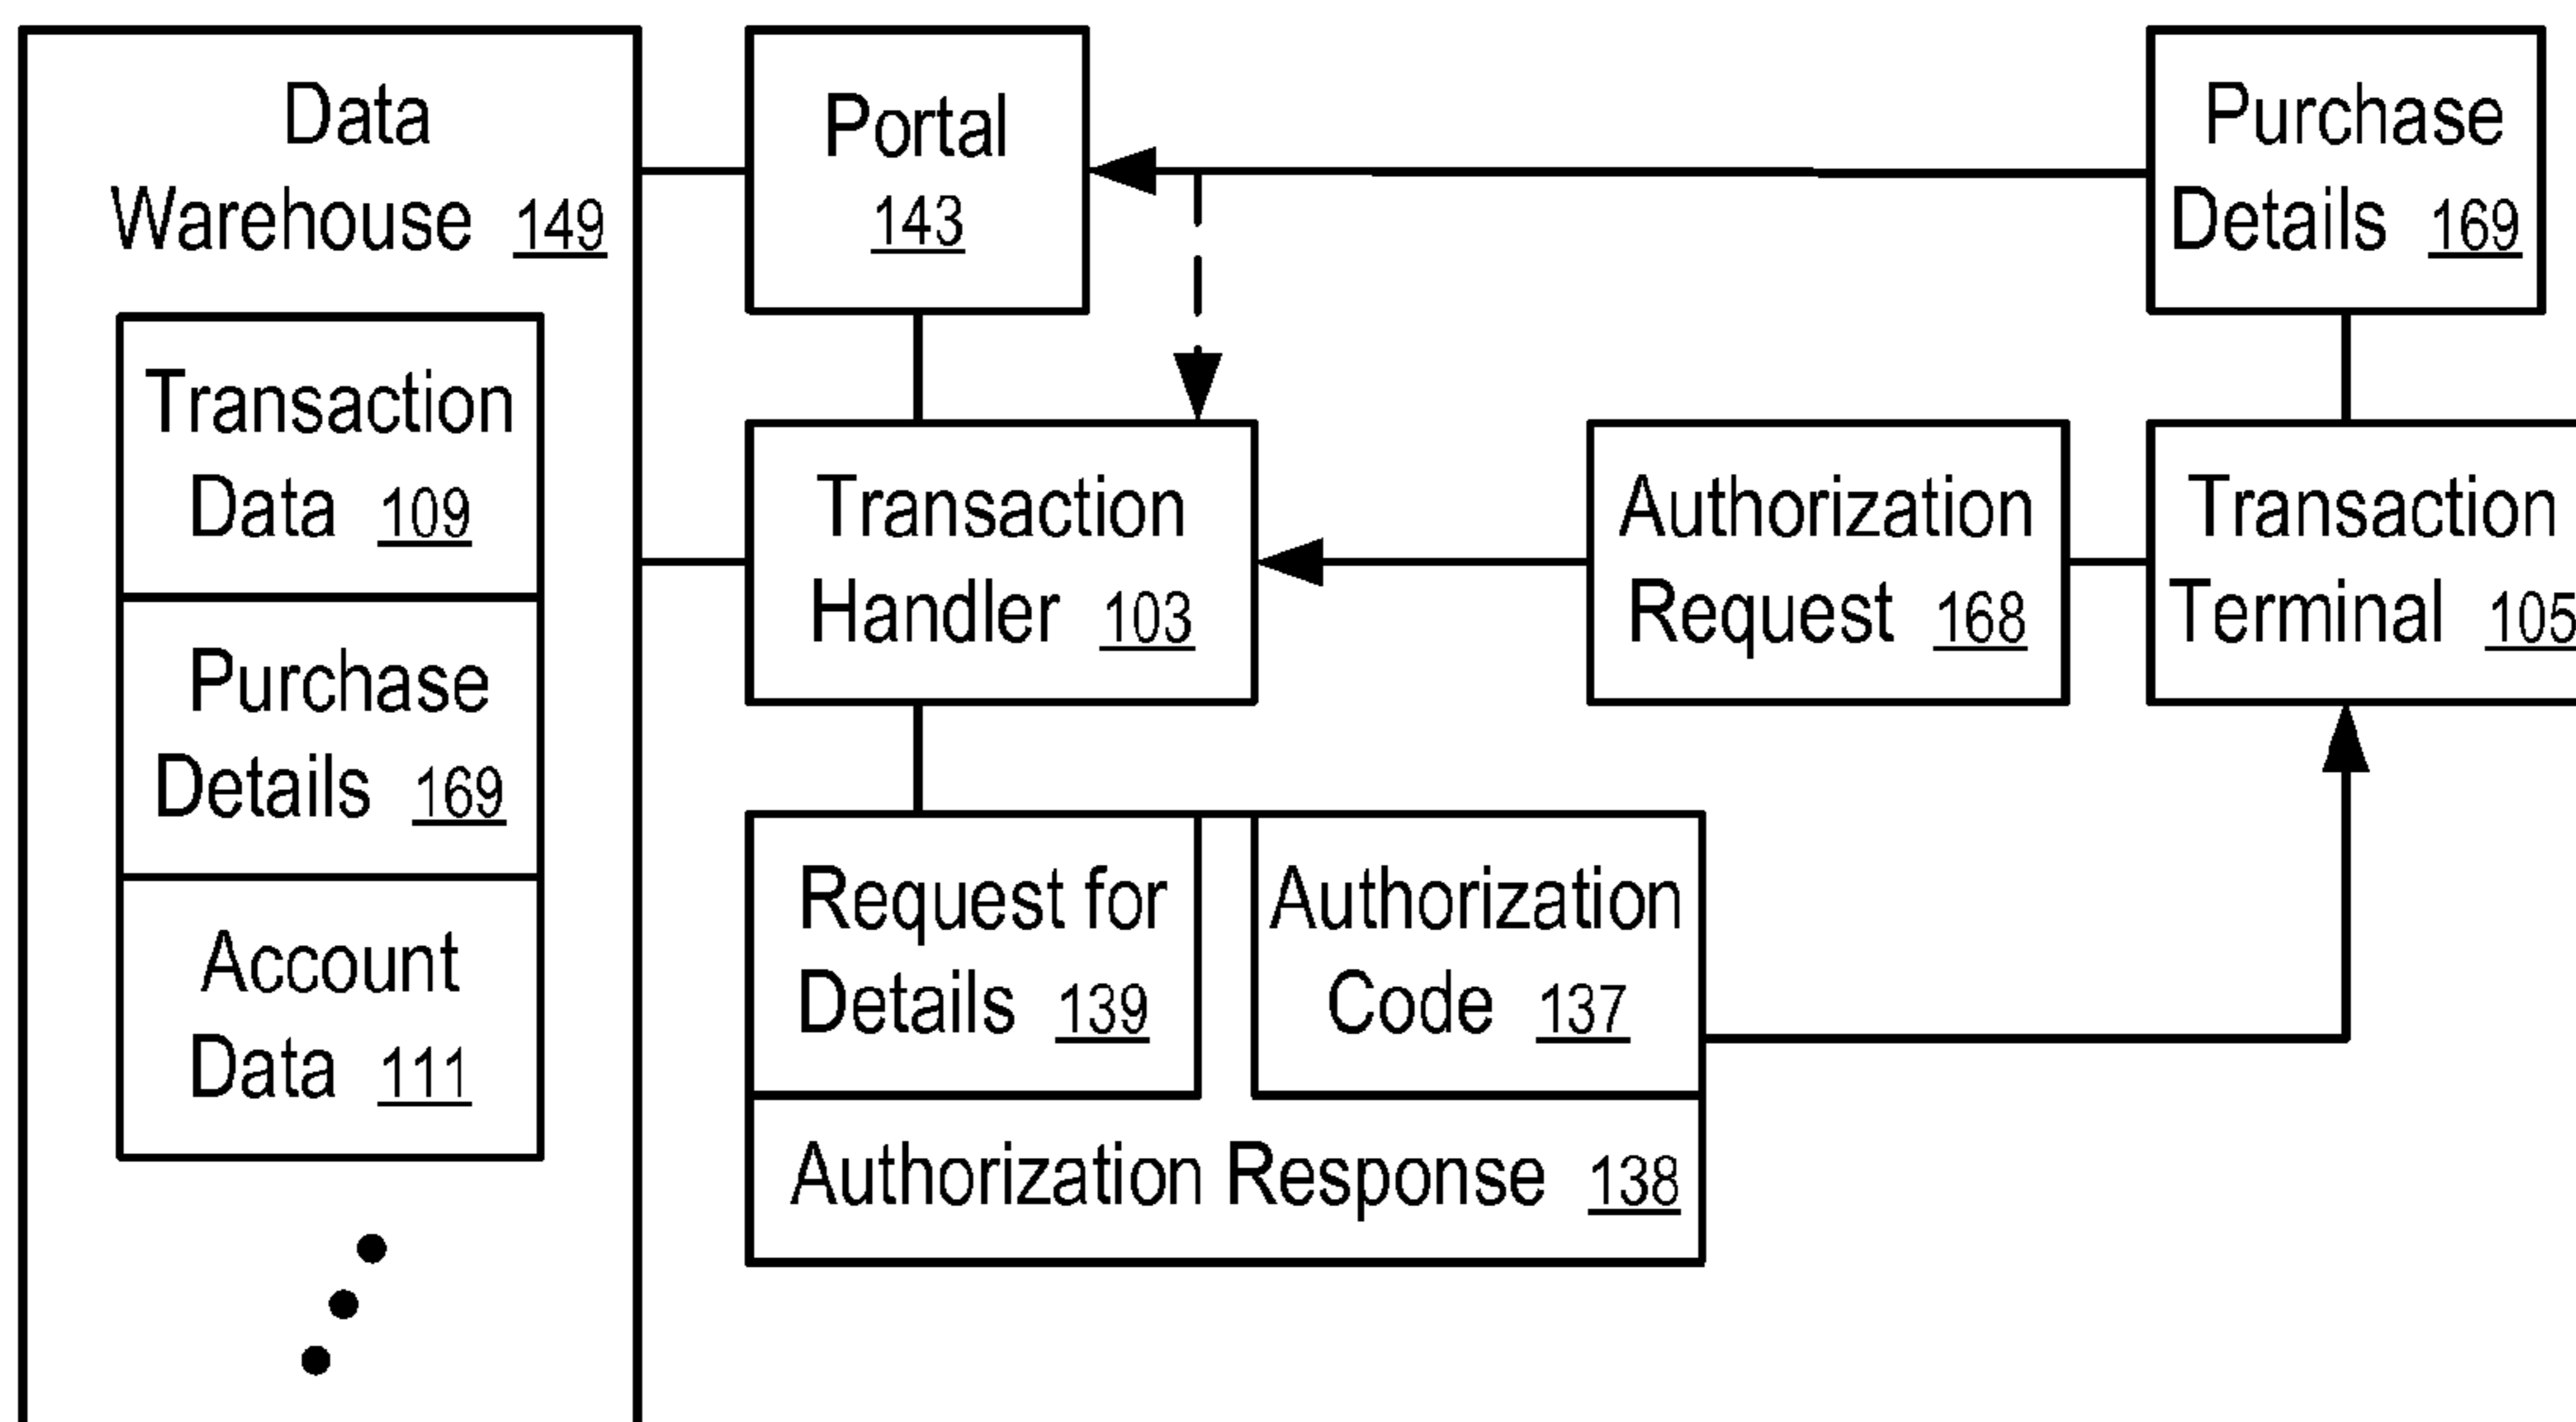 Data
Warehouse 149
Transaction
Data 109
Purchase
Details 169
Account
Data 111
Portal
143
Purchase
Details 169
Transaction
Handler 103
Authorization
Request 168
Transaction
Terminal 105
Request for
Details 139
Authorization
Code 137
Authorization Response 138